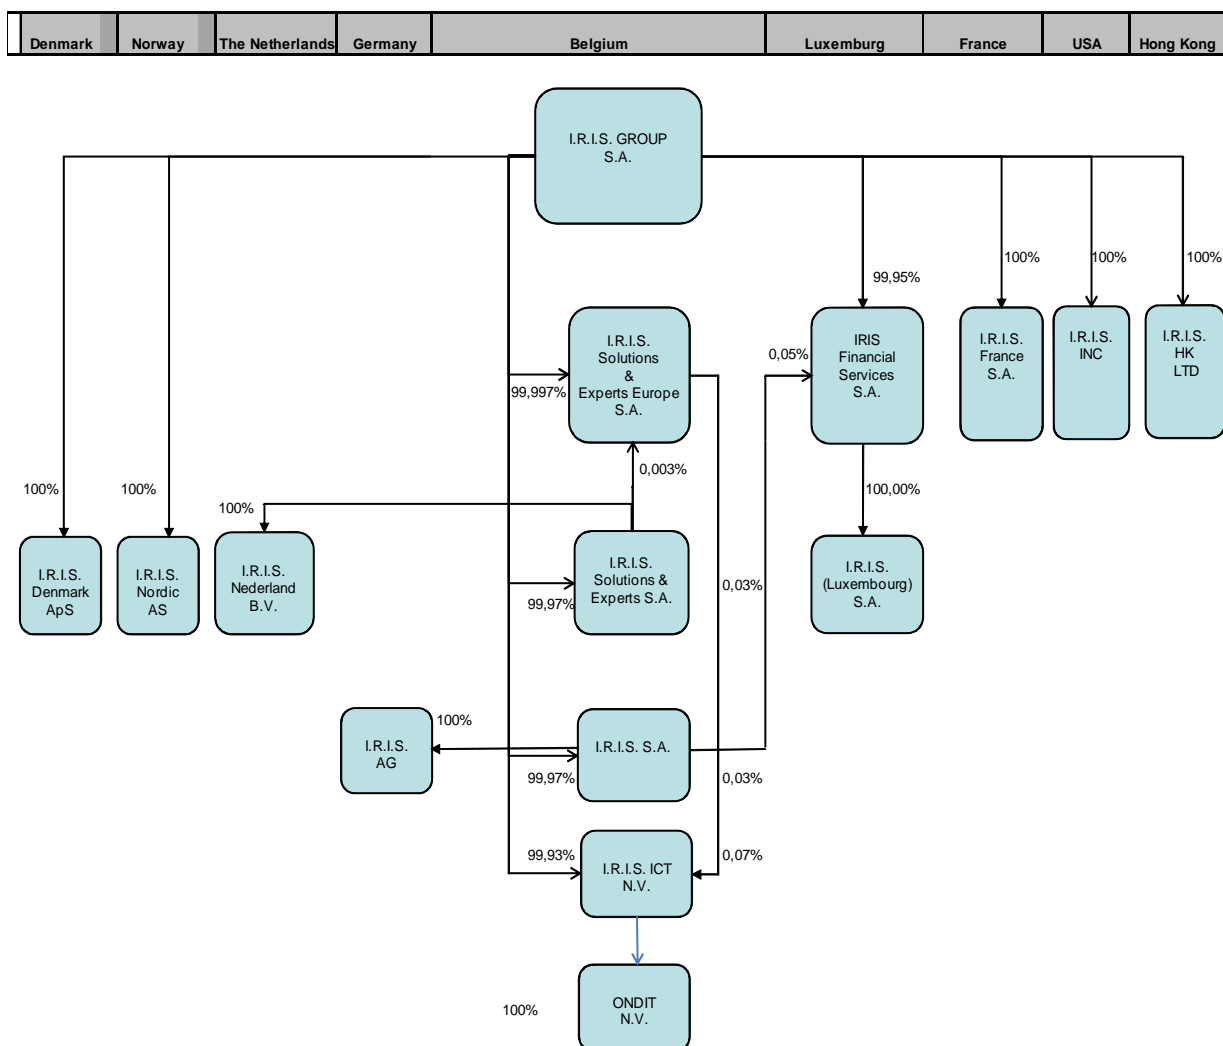 Denmark Norway The Netherlands Germany Belgium Luxemburg France USA Hong Kong
I.R.I.S. GROUP
S.A.
100%
100%
100%
99,95%
I.R.I.S.
Solutions
&
Experts Europe
S.A.
IRIS
Financial
Services
S.A.
I.R.I.S.
France
S.A.
I.R.I.S.
INC
I.R.I.S.
HK
LTD
0,05%
99,997%
0,003%
100%
100%
100%
100,00%
I.R.I.S.
Denmark
ApS
I.R.I.S.
Nordic
AS
I.R.I.S.
Nederland
B.V.
I.R.I.S.
Solutions &
Experts S.A.
I.R.I.S.
(Luxembourg)
S.A.
99,97%
0,03%
100%
I.R.I.S.
AG
I.R.I.S. S.A.
99,97%
0,03%
99,93%
0,07%
I.R.I.S. ICT
N.V.
100%
ONDIT
N.V.